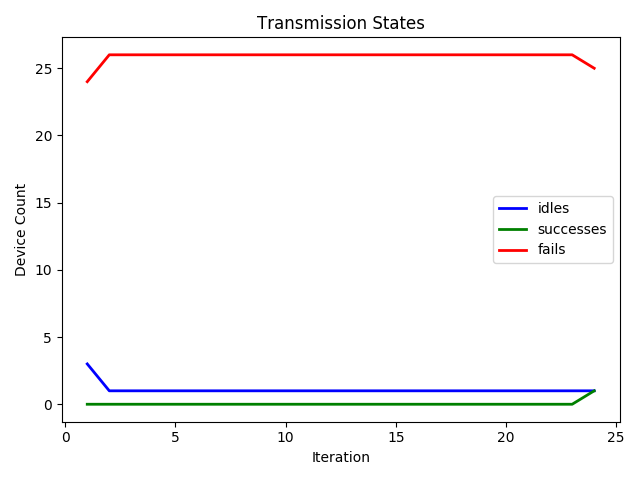 Transmission States
Device Count
25
20
15
10
5
0
idles
successes
fails
0 5 10 15 20 25
Iteration